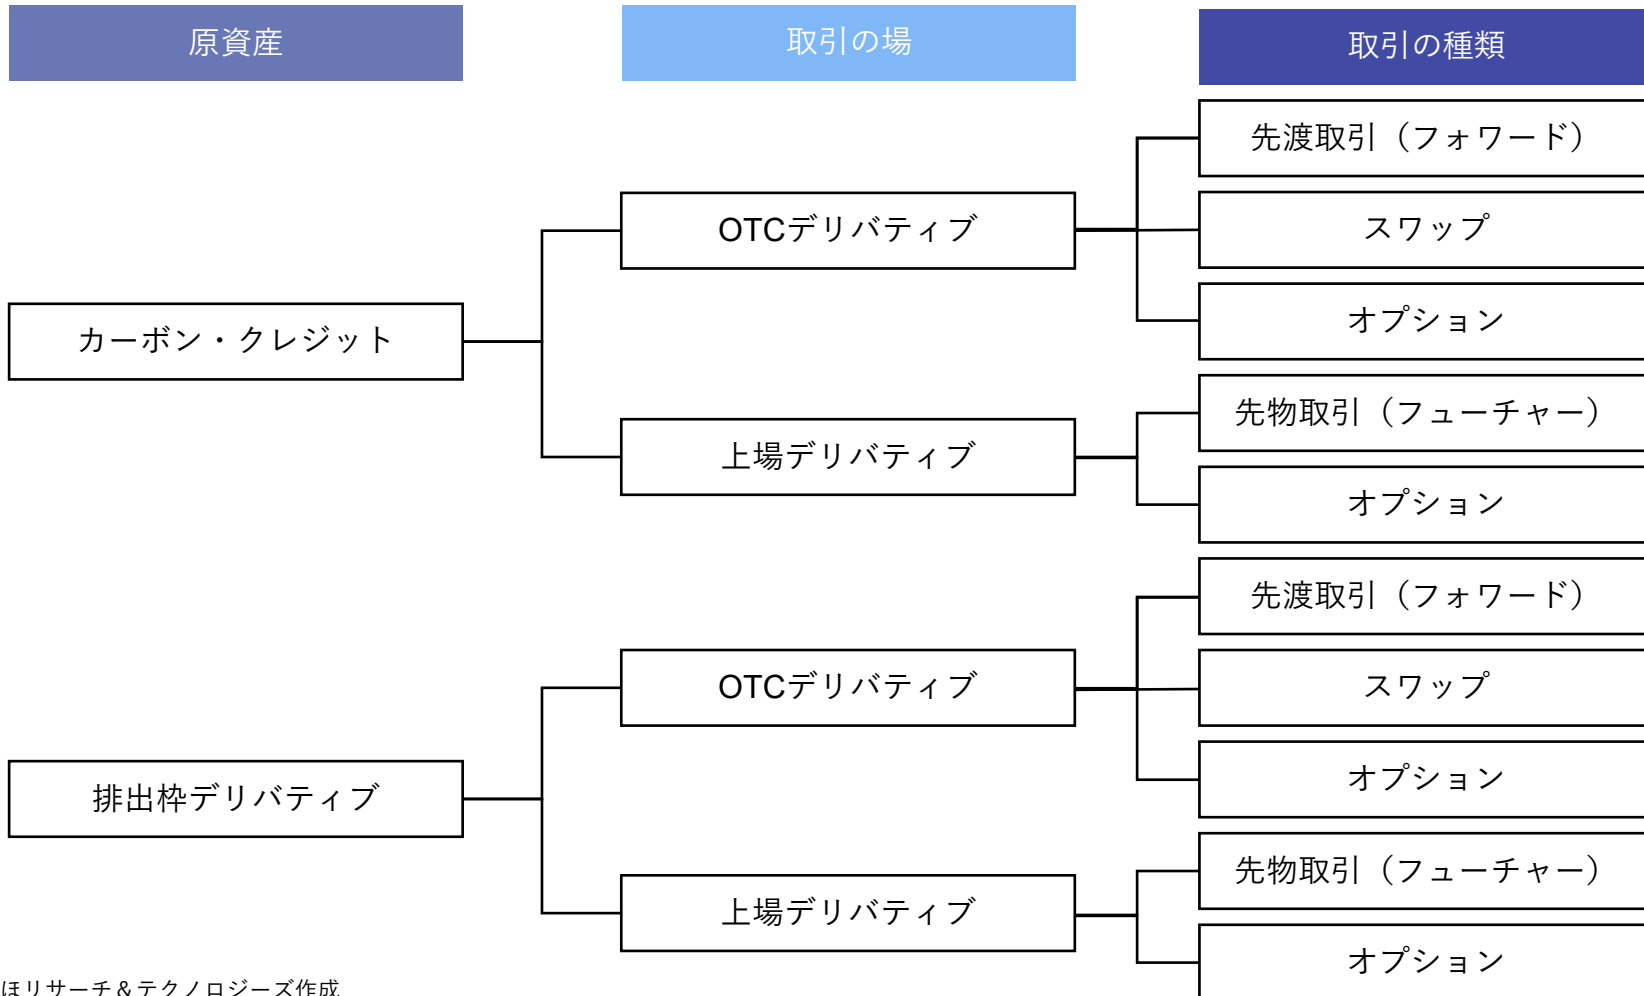 原資産
取引の場
取引の種類
先渡取引（フォワード）
OTCデリバティブ
スワップ
オプション
カーボン・クレジット
先物取引（フューチャー）
上場デリバティブ
オプション
先渡取引（フォワード）
OTCデリバティブ
スワップ
オプション
排出枠デリバティブ
先物取引（フューチャー）
上場デリバティブ
オプション
ほリサーチ＆テクノロジーズ作成